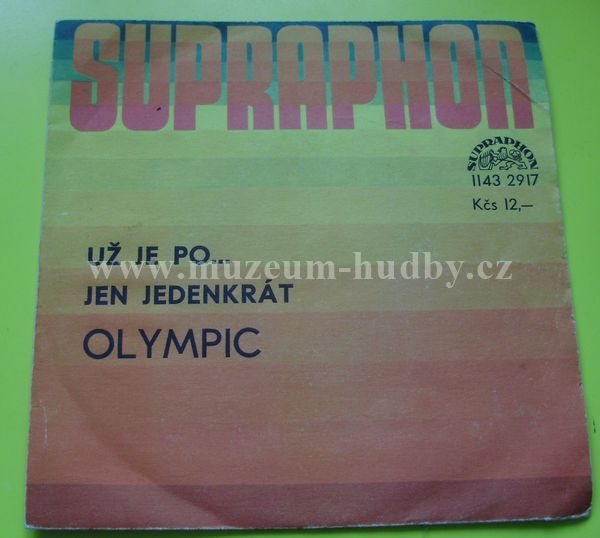 SUPRAPHON
SUPRAPHON
1143 2917
Kčs 12,—
UŽ JE PO...
www.muzeum-hudby.cz
JEN JEDENKRÁT
OLYMPIC